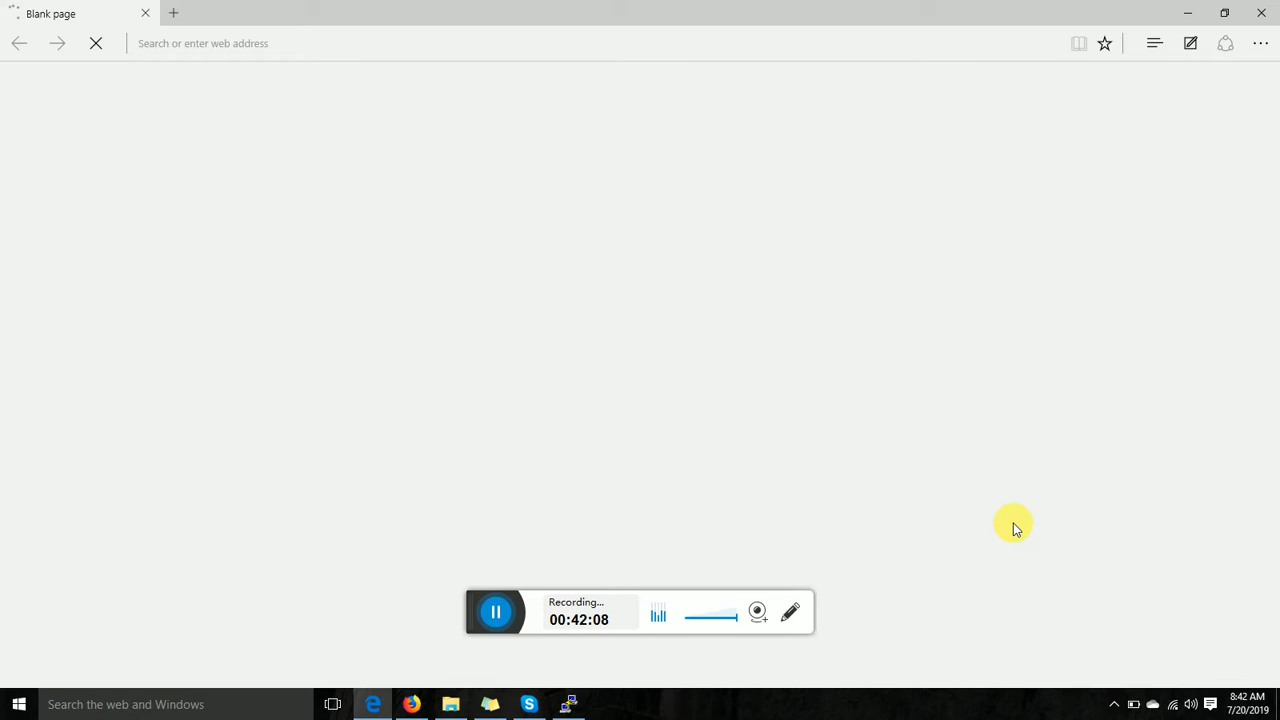 Blank page
Search or enter web address
Recording...
00:42:08
Search the web and Windows
8:42 AM
7/20/2019